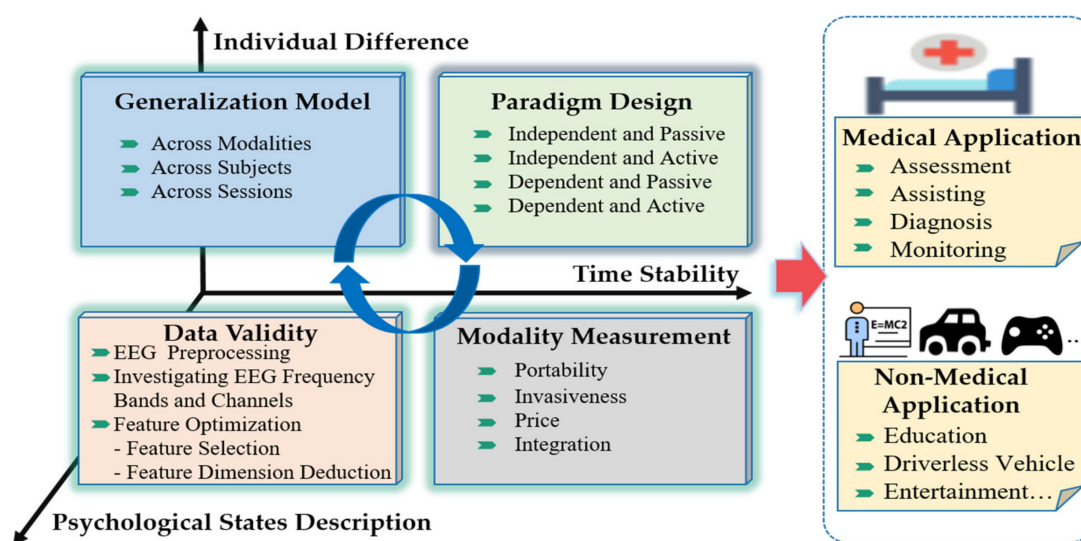 Individual Difference
Generalization Model
Across Modalities
Across Subjects
Across Sessions
Paradigm Design
Independent and Passive
Independent and Active
Dependent and Passive
Dependent and Active
Time Stability
Data Validity
EEG Preprocessing
Investigating EEG Frequency
Bands and Channels
Feature Optimization
- Feature Selection
- Feature Dimension Deduction
Modality Measurement
Portability
Invasiveness
Price
Integration
Psychological States Description
Medical Application
Assessment
Assisting
Diagnosis
Monitoring
E=MC2
...
Non-Medical
Application
Education
Driverless Vehicle
Entertainment...